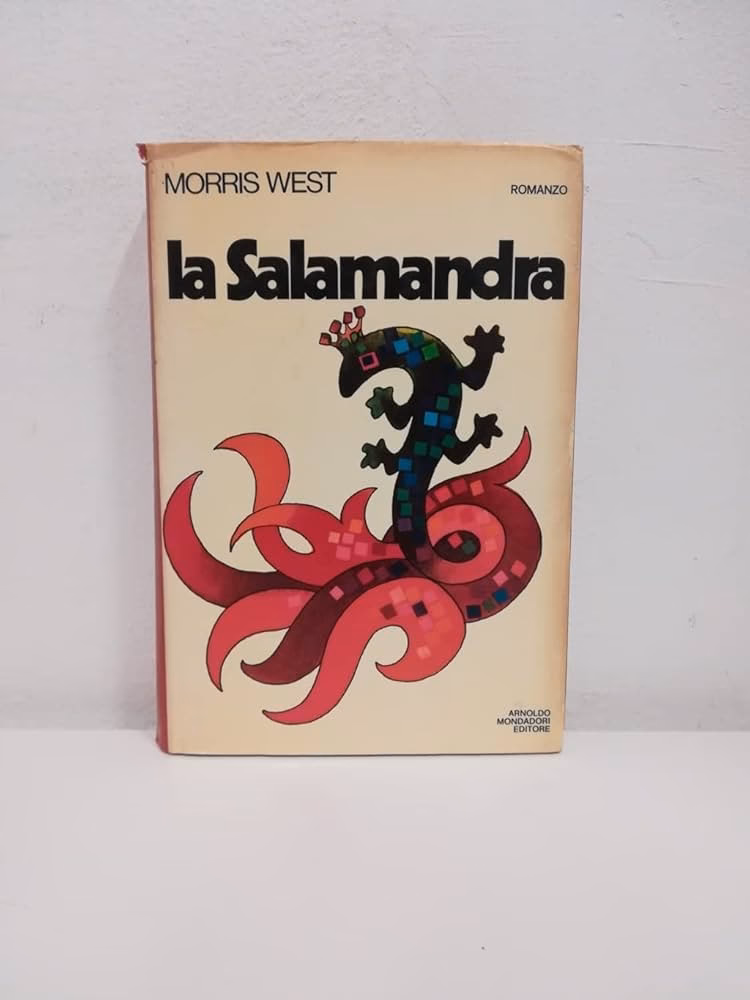 MORRIS WEST
ROMANZO
la Salamandra
ARNOLDO
MONDADORI
EDITORE